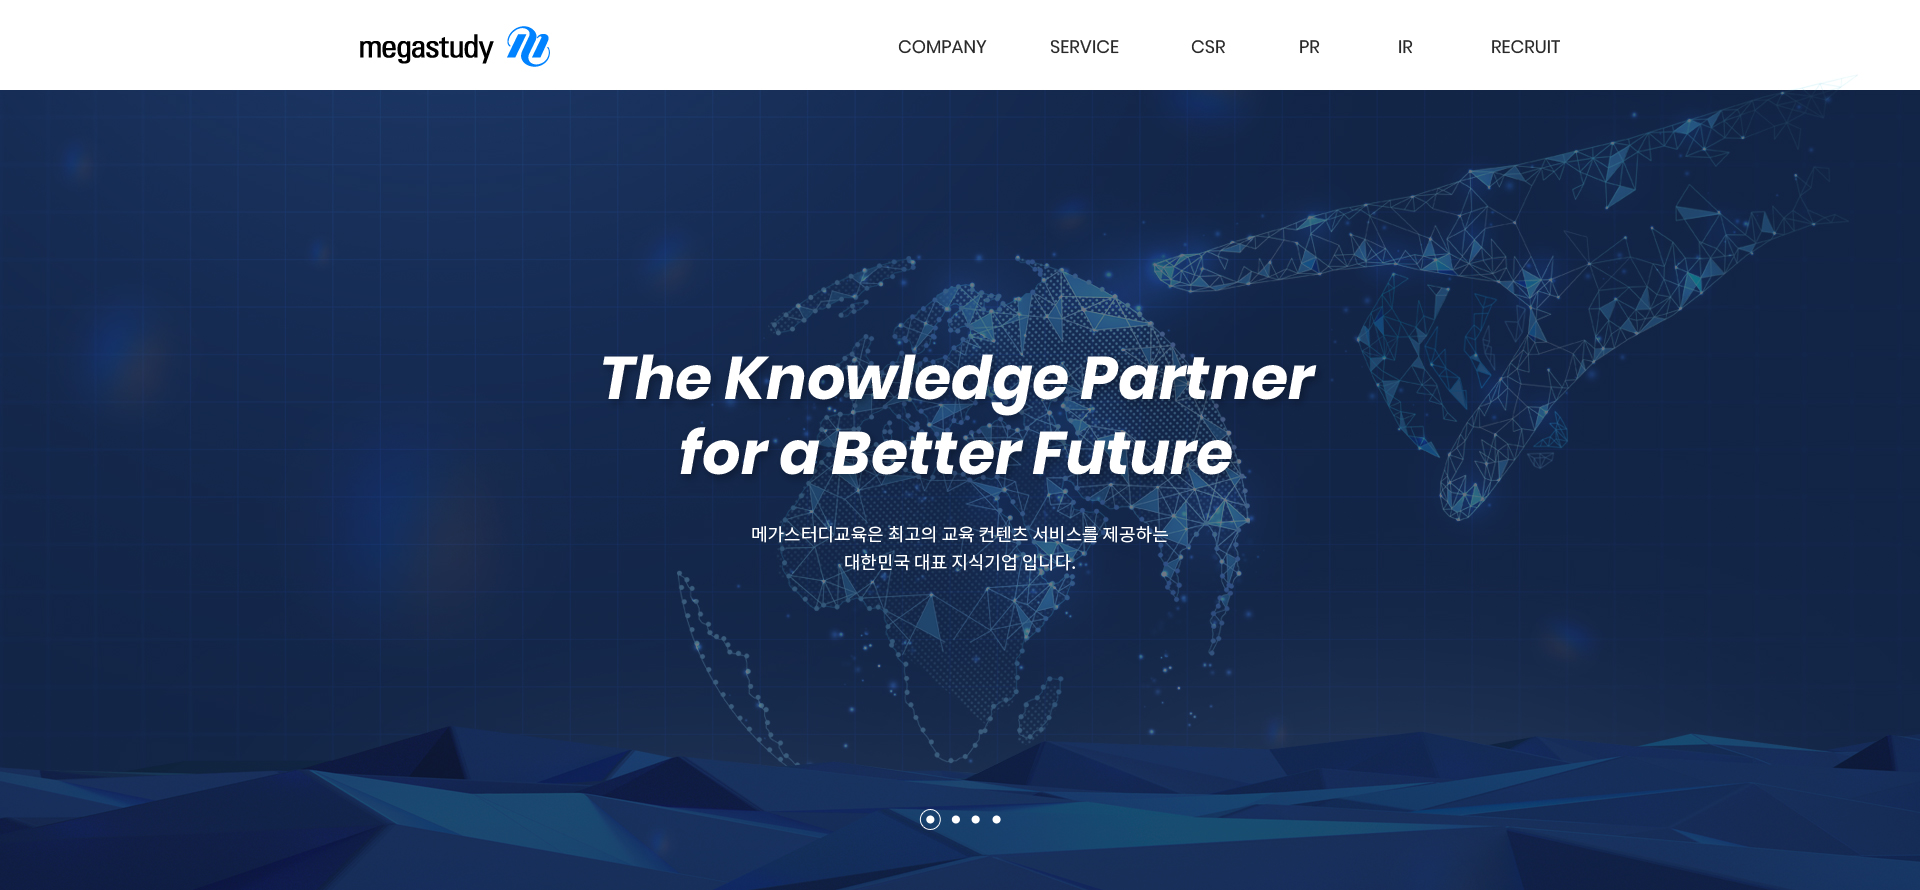 megastudy
COMPANY SERVICE CSR PR IR RECRUIT
The Knowledge Partner
for a Better Future
메가스터디교육은 최고의 교육 컨텐츠 서비스를 제공하는
대한민국 대표 지식기업 입니다.